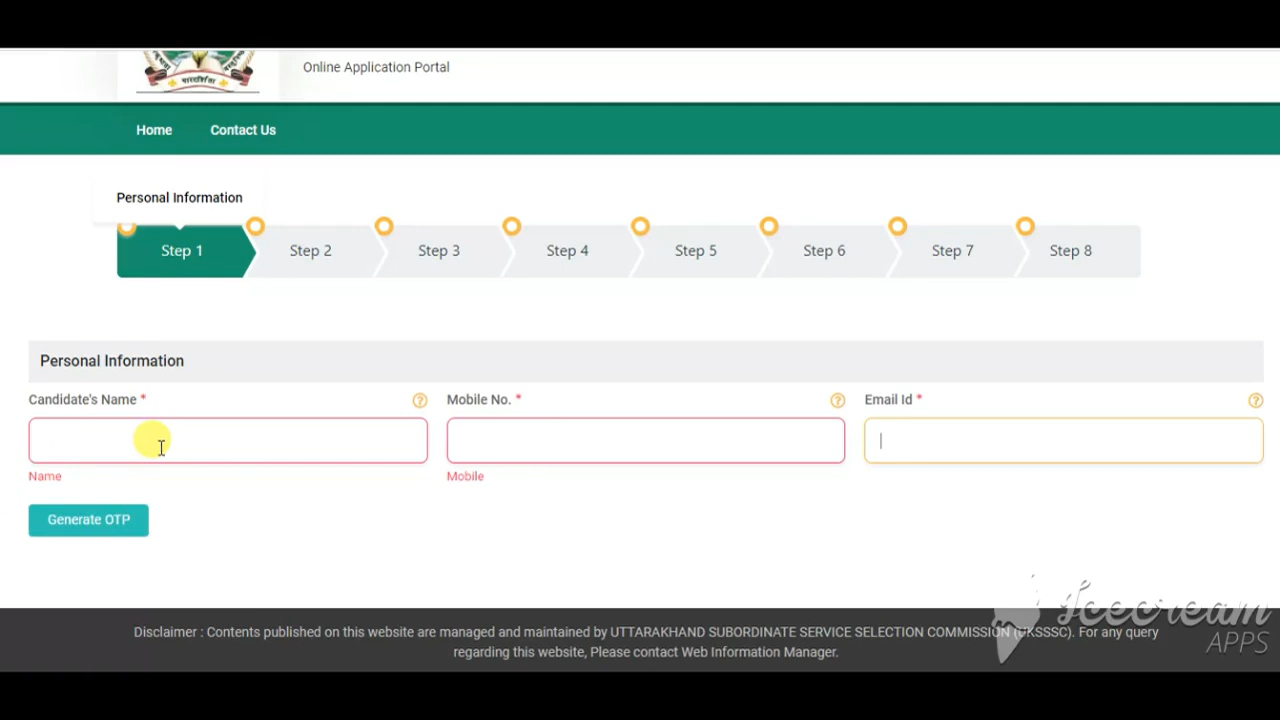 पारदर्शिता
Online Application Portal
Home Contact Us
Personal Information
Step 1 Step 2 Step 3 Step 4 Step 5 Step 6 Step 7 Step 8
Personal Information
Candidate's Name * Mobile No. * Email Id *
Name Mobile
Generate OTP
Disclaimer : Contents published on this website are managed and maintained by UTTARAKHAND SUBORDINATE SERVICE SELECTION COMMISSION (UKSSSC). For any query
regarding this website, Please contact Web Information Manager.
Icecream
APPS